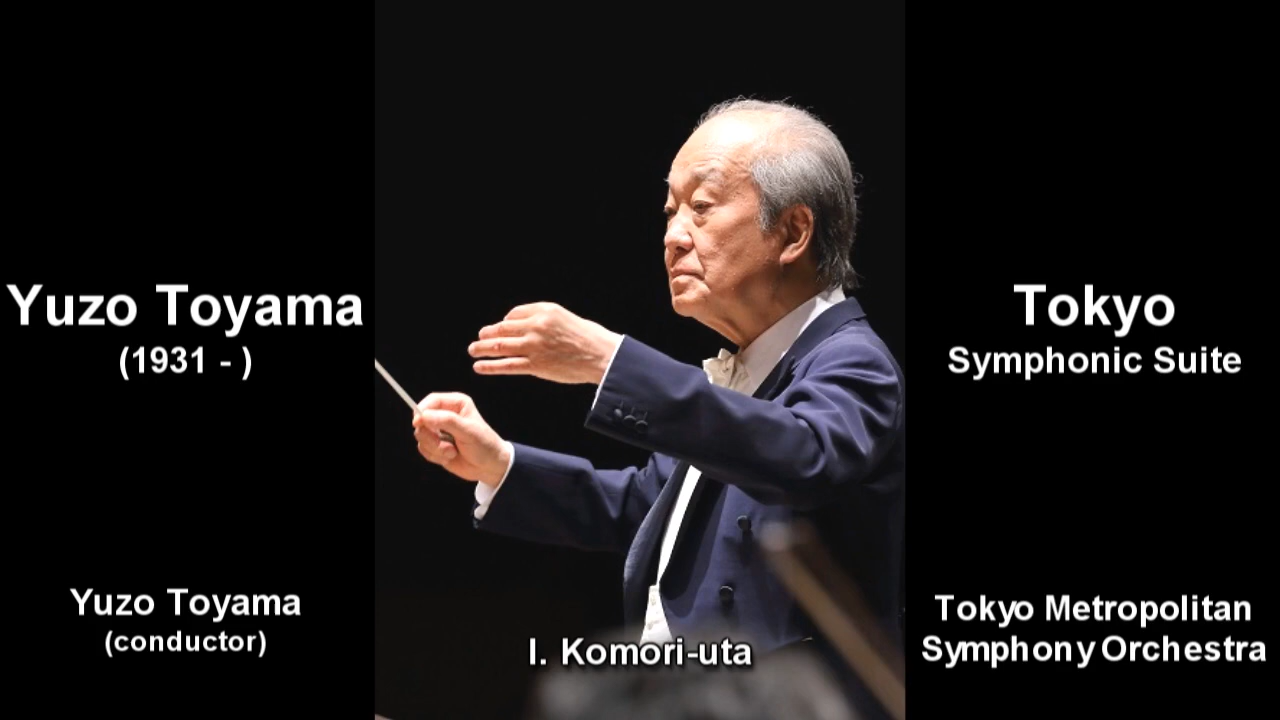 Yuzo Toyama
(1931 - )
Tokyo
Symphonic Suite
Yuzo Toyama
(conductor)
I. Komori-uta
Tokyo Metropolitan
Symphony Orchestra